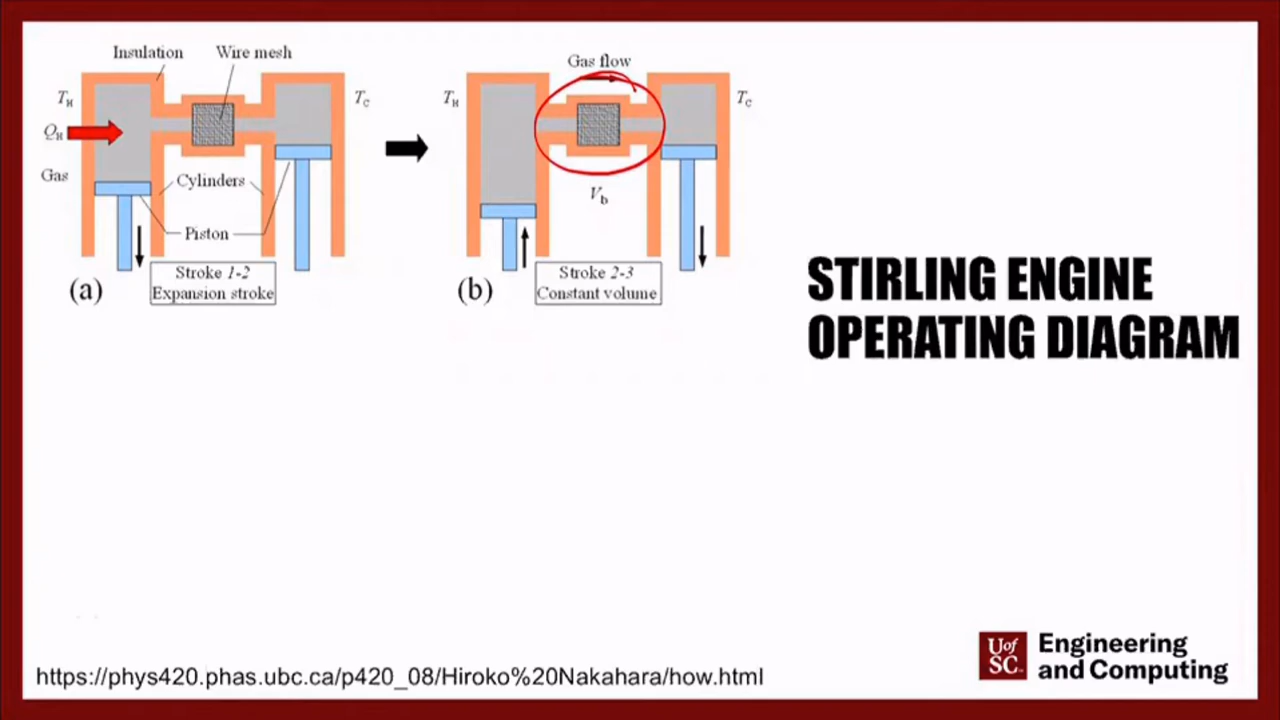 Insulation
Wire mesh
T_H
T_C
Q_H
Gas
Cylinders
Piston
(a)
Stroke 1-2
Expansion stroke
Gas flow
T_H
T_C
V_b
(b)
Stroke 2-3
Constant volume
STIRLING ENGINE
OPERATING DIAGRAM
https://phys420.phas.ubc.ca/p420_08/Hiroko%20Nakahara/how.html
UofSC
Engineering
and Computing